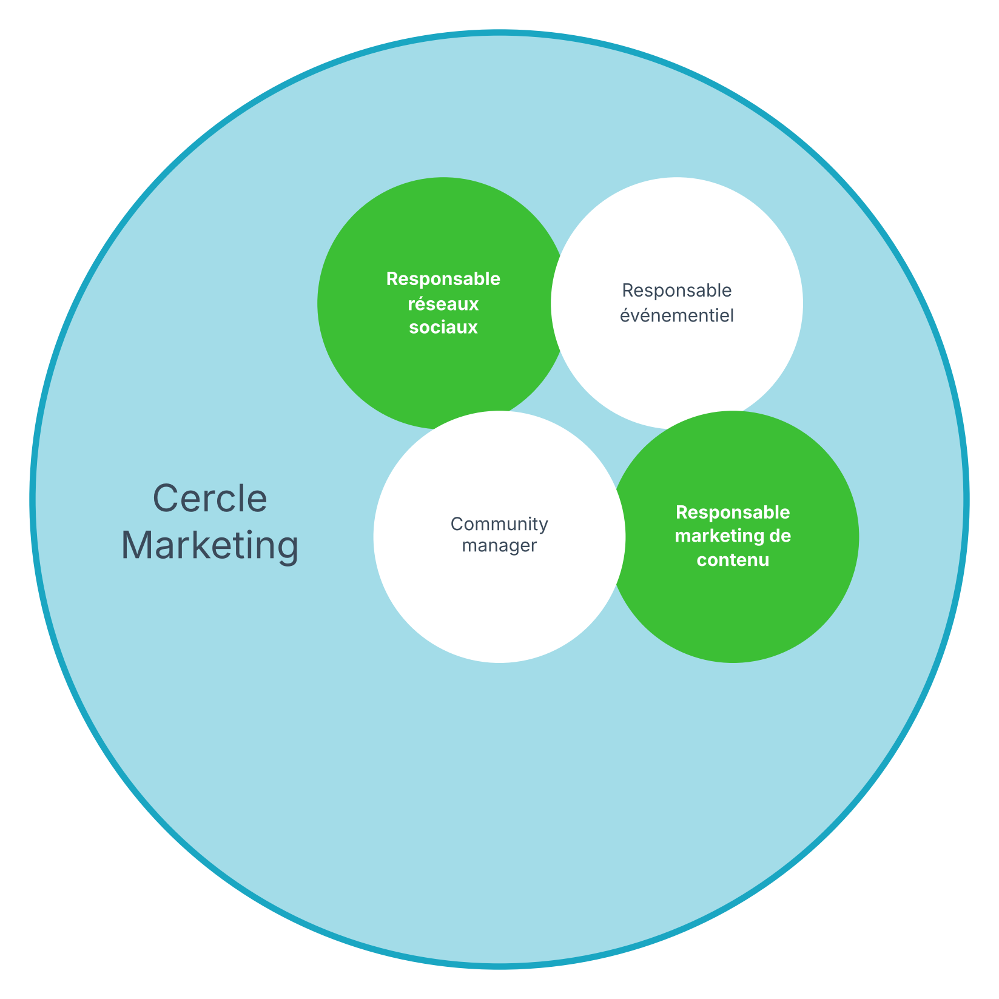 Responsable
réseaux
sociaux
Responsable
événementiel
Cercle
Marketing
Community
manager
Responsable
marketing de
contenu